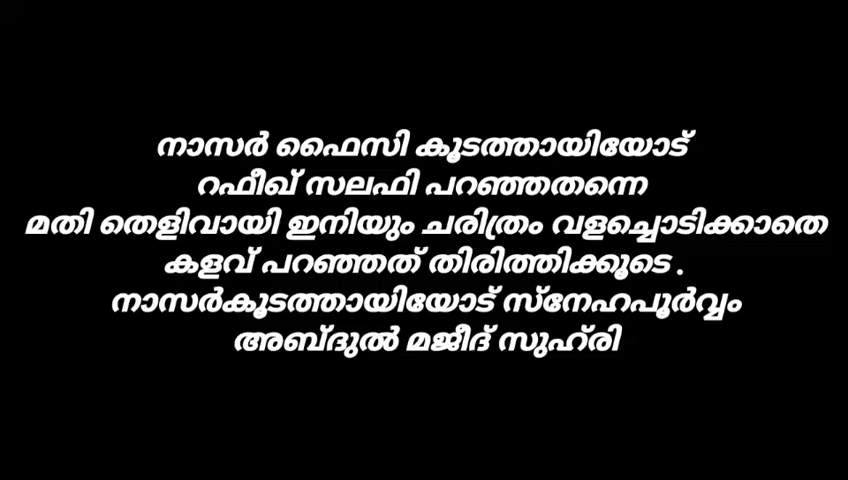 നാസർ ഫൈസി കൂടത്തായിയോട്
റഫീഖ് സലഫി പറഞ്ഞതന്നെ
മതി തെളിവായി ഇനിയും ചരിത്രം വളച്ചൊടിക്കാതെ
കളവ് പറഞ്ഞത് തിരിത്തിക്കൂടെ .
നാസർകൂടത്തായിയോട് സ്നേഹപൂർവ്വം
അബ്ദുൽ മജീദ് സുഹ്രി